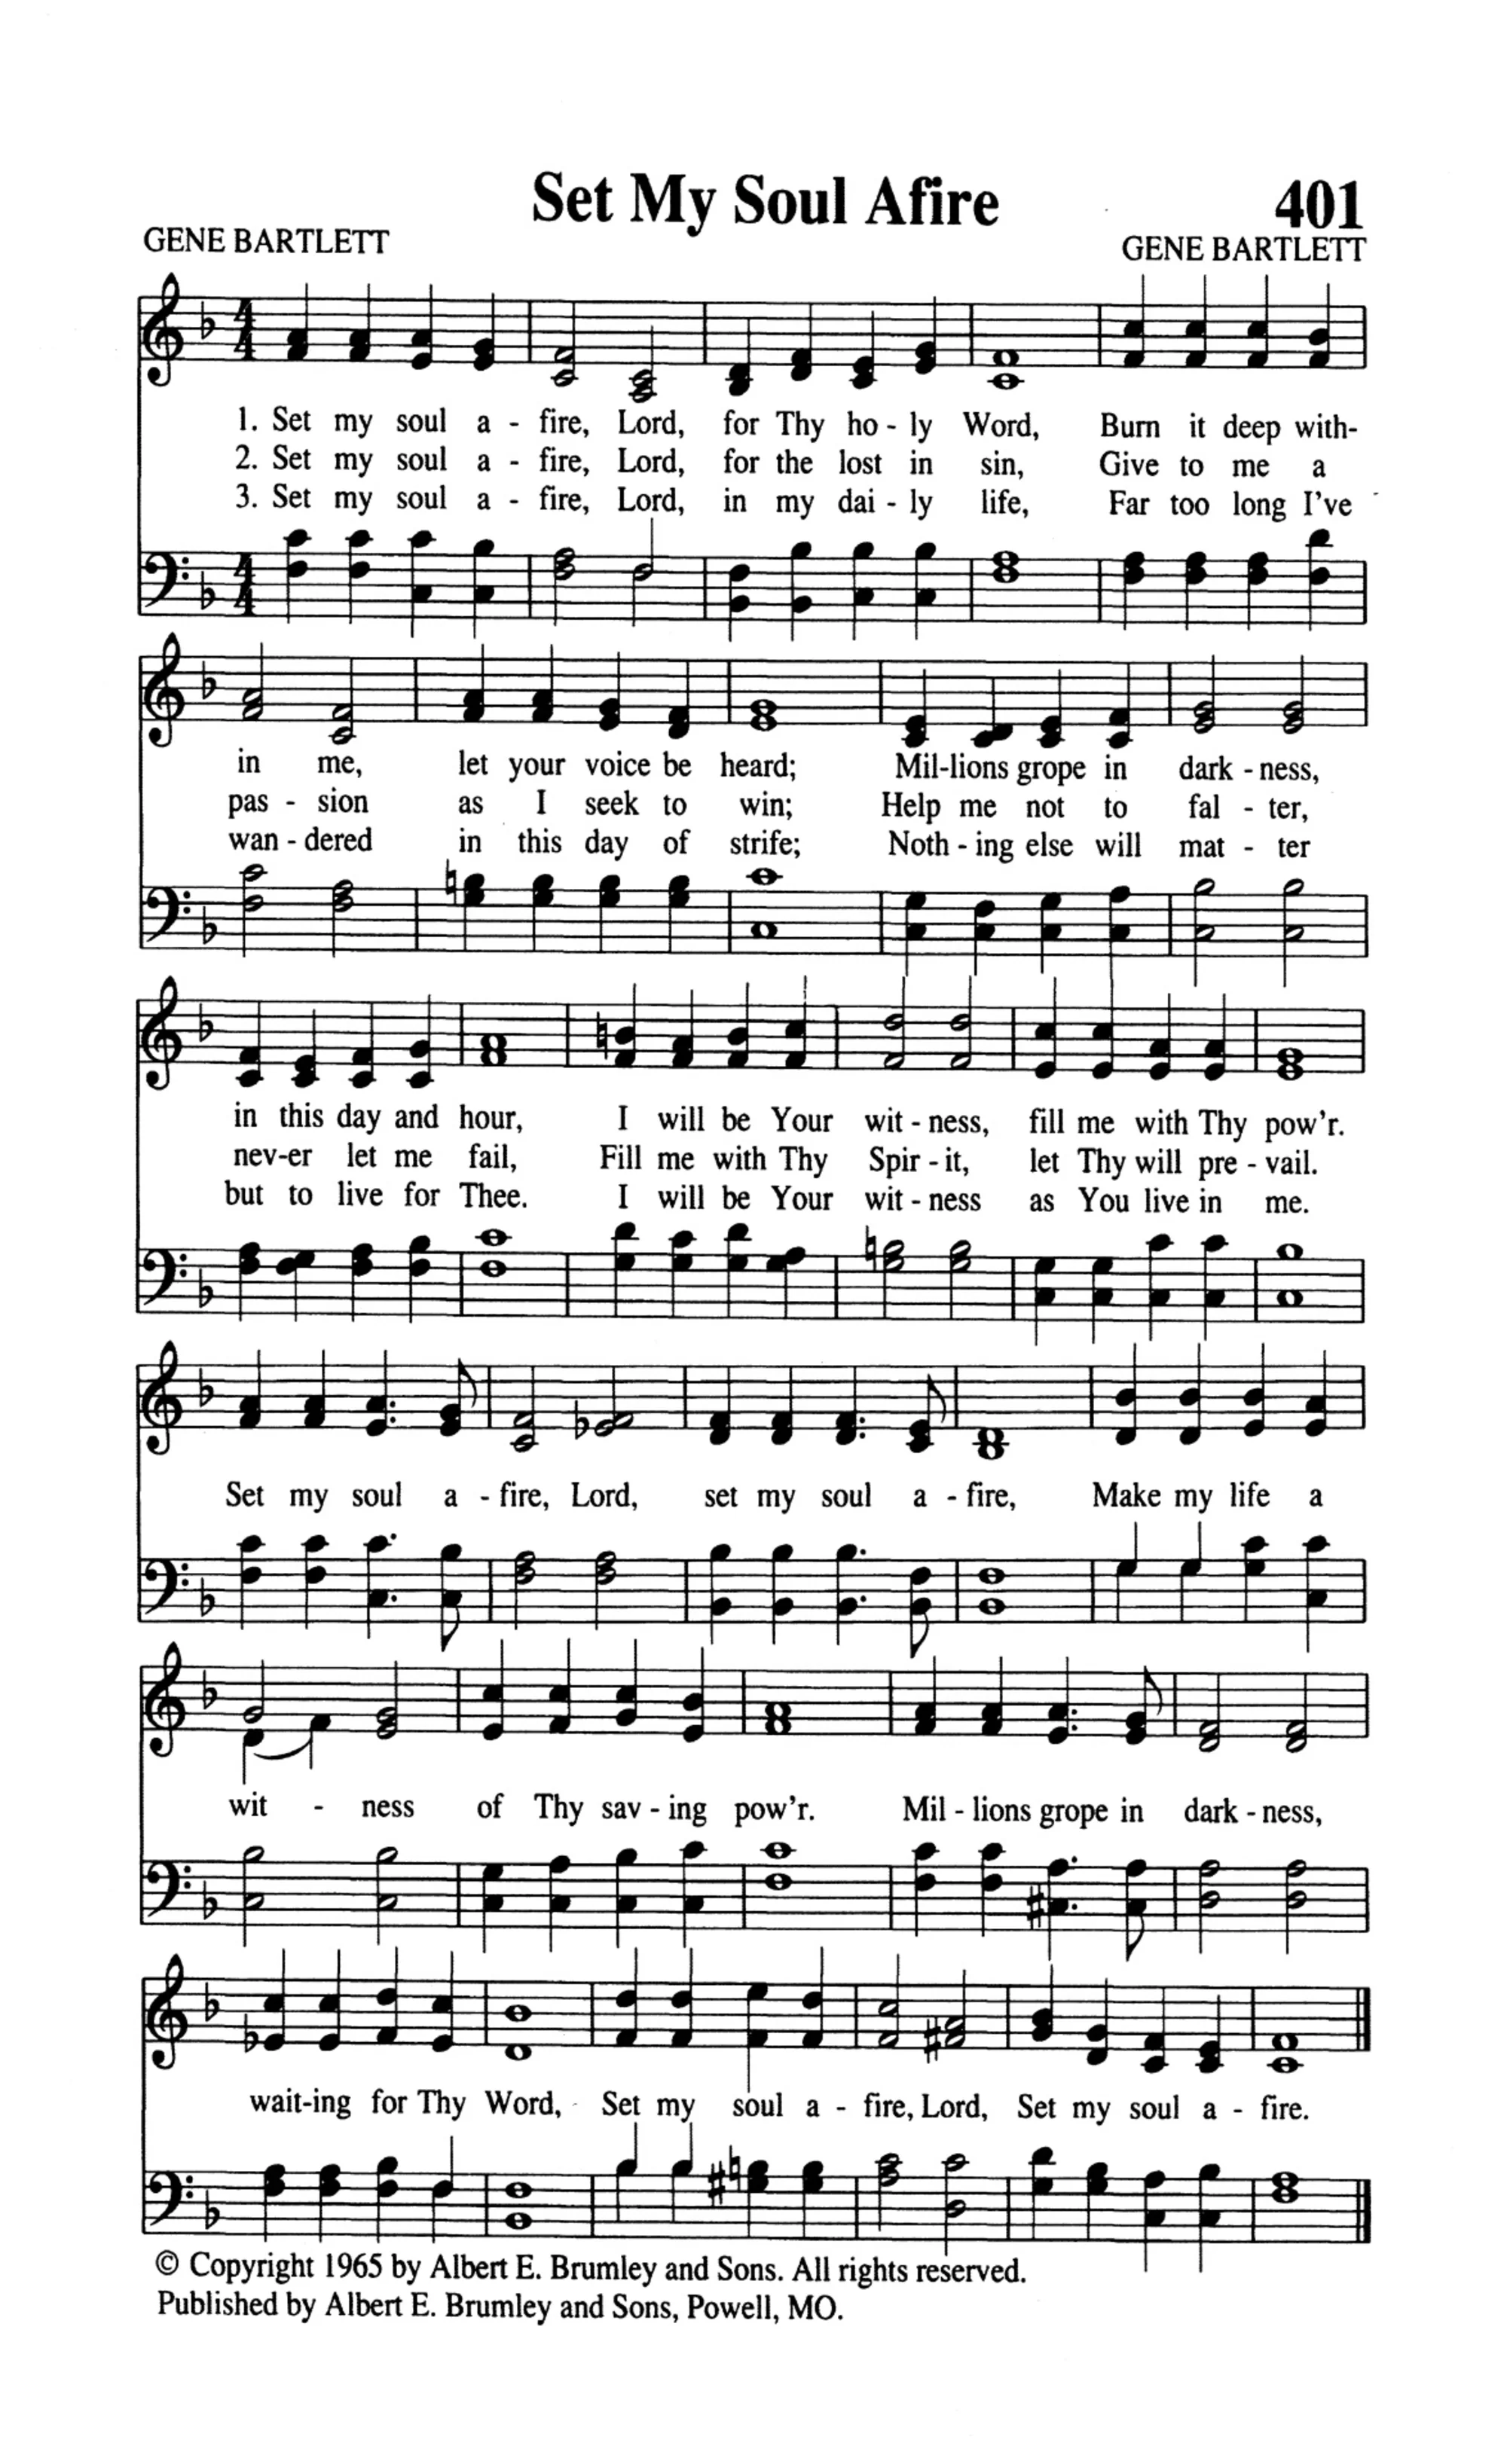 Set My Soul Afire 401
GENE BARTLETT GENE BARTLETT
1. Set my soul a - fire, Lord, for Thy ho - ly Word, Burn it deep with-
2. Set my soul a - fire, Lord, for the lost in sin, Give to me a
3. Set my soul a - fire, Lord, in my dai - ly life, Far too long I've
in me, let your voice be heard; Mil-lions grope in dark - ness,
pas - sion as I seek to win; Help me not to fal - ter,
wan - dered in this day of strife; Noth - ing else will mat - ter
in this day and hour, I will be Your wit - ness, fill me with Thy pow'r.
nev-er let me fail, Fill me with Thy Spir - it, let Thy will pre - vail.
but to live for Thee. I will be Your wit - ness as You live in me.
Set my soul a - fire, Lord, set my soul a - fire, Make my life a
wit - ness of Thy sav - ing pow'r. Mil - lions grope in dark - ness,
wait-ing for Thy Word, Set my soul a - fire, Lord, Set my soul a - fire.
© Copyright 1965 by Albert E. Brumley and Sons. All rights reserved.
Published by Albert E. Brumley and Sons, Powell, MO.